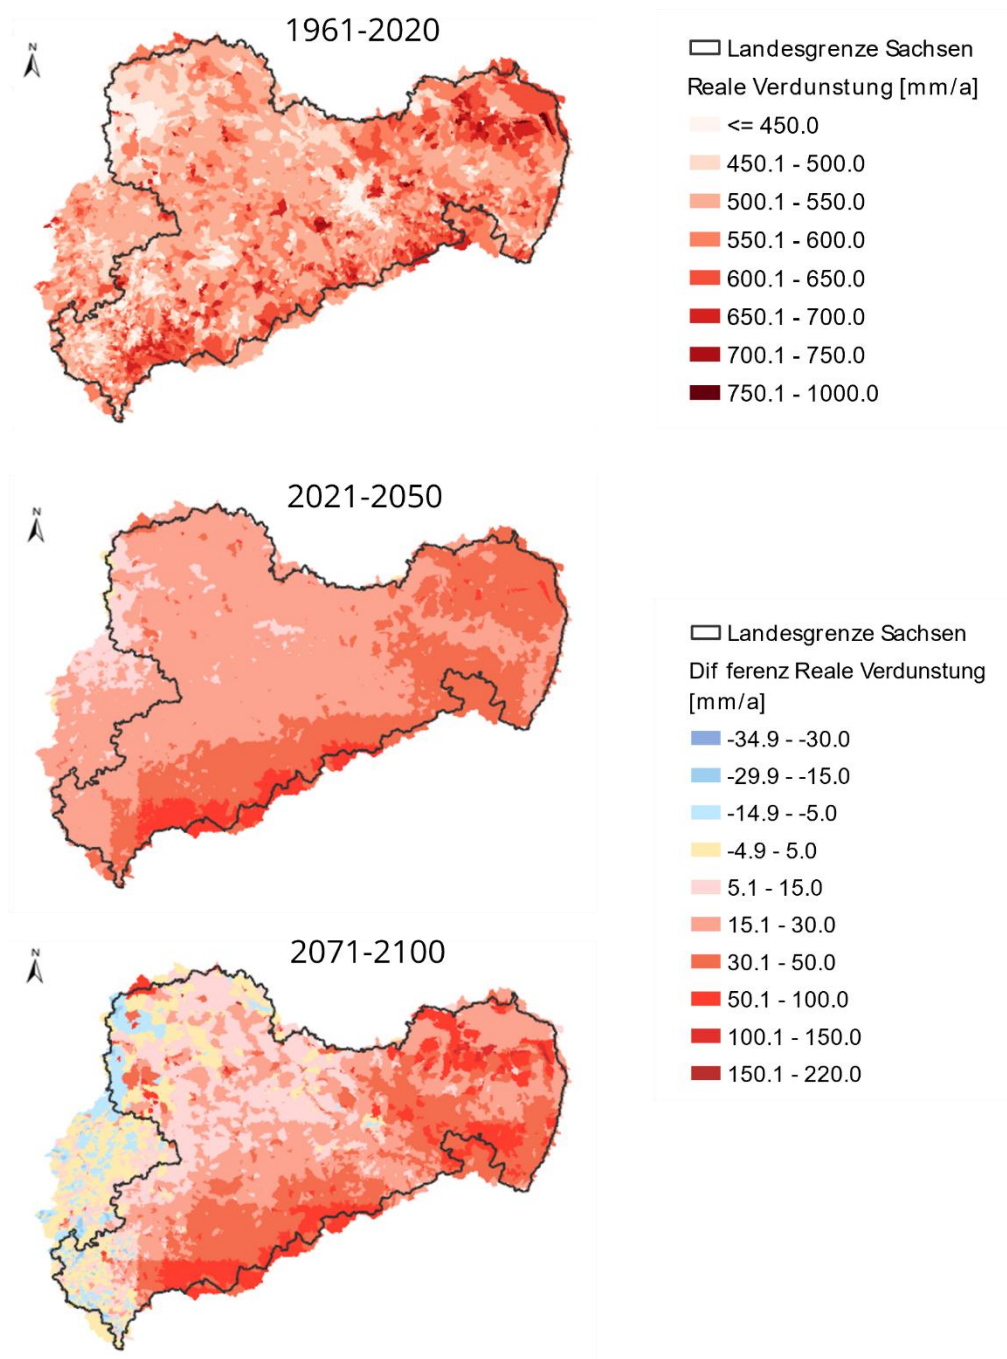 1961-2020
N
Landesgrenze Sachsen
Reale Verdunstung [mm/a]
<= 450.0
450.1 - 500.0
500.1 - 550.0
550.1 - 600.0
600.1 - 650.0
650.1 - 700.0
700.1 - 750.0
750.1 - 1000.0
2021-2050
N
Landesgrenze Sachsen
Dif ferenz Reale Verdunstung
[mm/a]
-34.9 - -30.0
-29.9 - -15.0
-14.9 - -5.0
-4.9 - 5.0
5.1 - 15.0
15.1 - 30.0
30.1 - 50.0
50.1 - 100.0
100.1 - 150.0
150.1 - 220.0
2071-2100
N